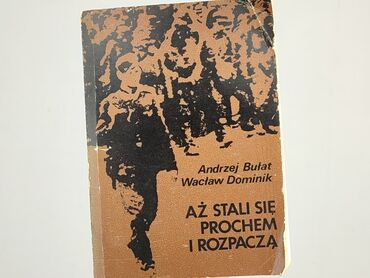 Andrzej Bułat
Wacław Dominik
AŻ STALI SIĘ
PROCHEM
I ROZPACZĄ